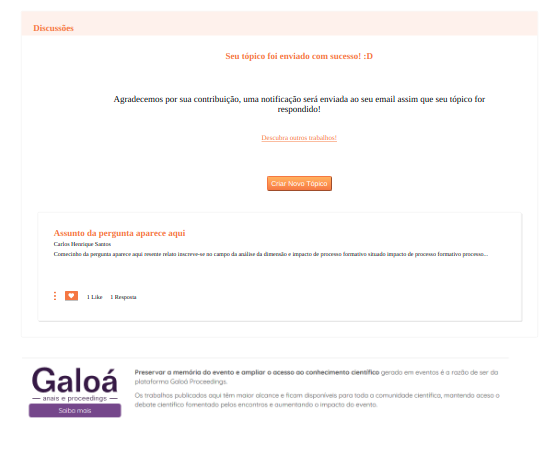 Discussões
Seu tópico foi enviado com sucesso! :D
Agradecemos por sua contribuição, uma notificação será enviada ao seu email assim que seu tópico for
respondido!
Descubra outros trabalhos!
Criar Novo Tópico
Assunto da pergunta aparece aqui
Carlos Henrique Santos
Comecinho da pergunta aparece aqui resente relato inscreve-se no campo da análise da dimensão e impacto de processo formativo situado impacto de processo formativo processo...
1 Like 1 Resposta
Galoá
anais e proceedings
Saiba mais
Preservar a memória do evento e ampliar o acesso ao conhecimento científico gerado em eventos é a razão de ser da
plataforma Galoá Proceedings.
Os trabalhos publicados aqui têm maior alcance e ficam disponíveis para toda a comunidade científica, mantendo aceso o
debate científico fomentado pelos encontros e aumentando o impacto do evento.